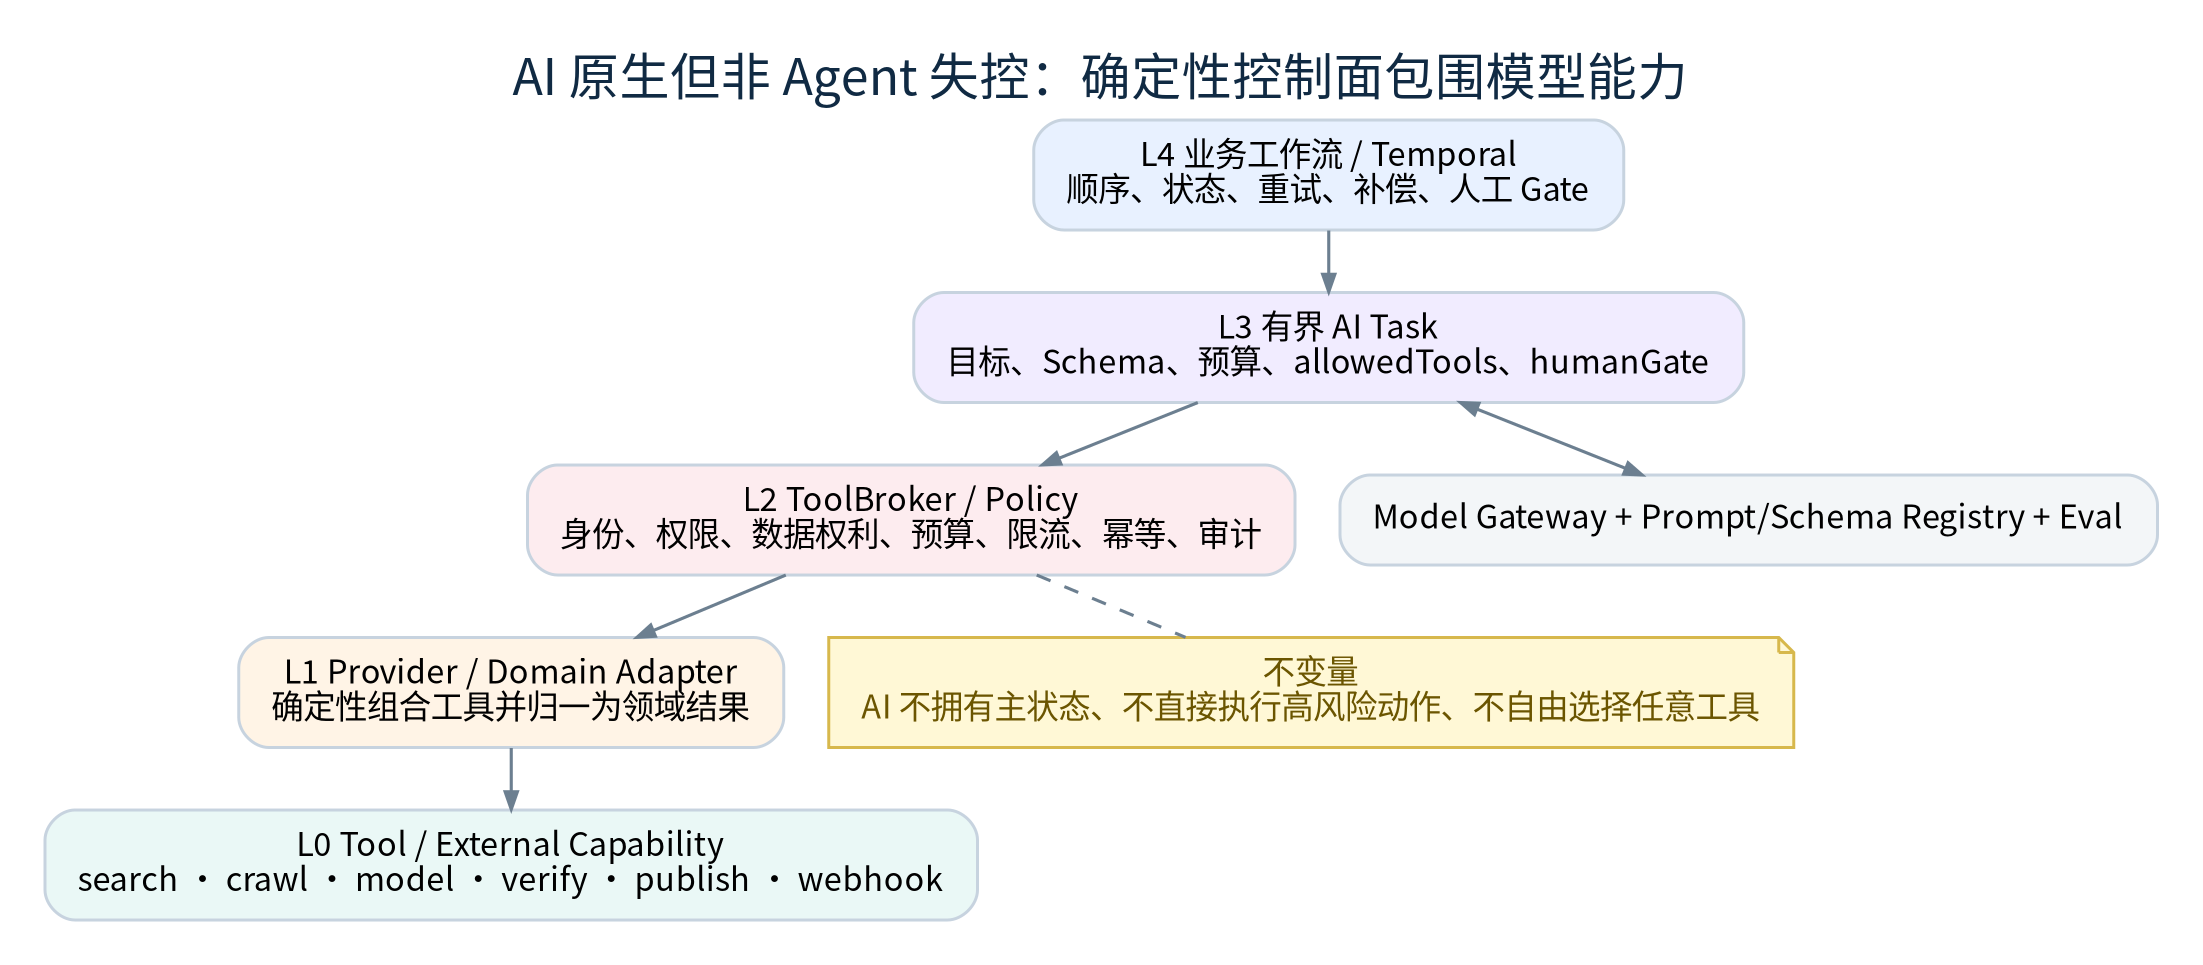 AI 原生但非 Agent 失控：确定性控制面包围模型能力
L4 业务工作流 / Temporal
顺序、状态、重试、补偿、人工 Gate
L3 有界 AI Task
目标、Schema、预算、allowedTools、humanGate
L2 ToolBroker / Policy
身份、权限、数据权利、预算、限流、幂等、审计
Model Gateway + Prompt/Schema Registry + Eval
L1 Provider / Domain Adapter
确定性组合工具并归一为领域结果
不变量
AI 不拥有主状态、不直接执行高风险动作、不自由选择任意工具
L0 Tool / External Capability
search · crawl · model · verify · publish · webhook